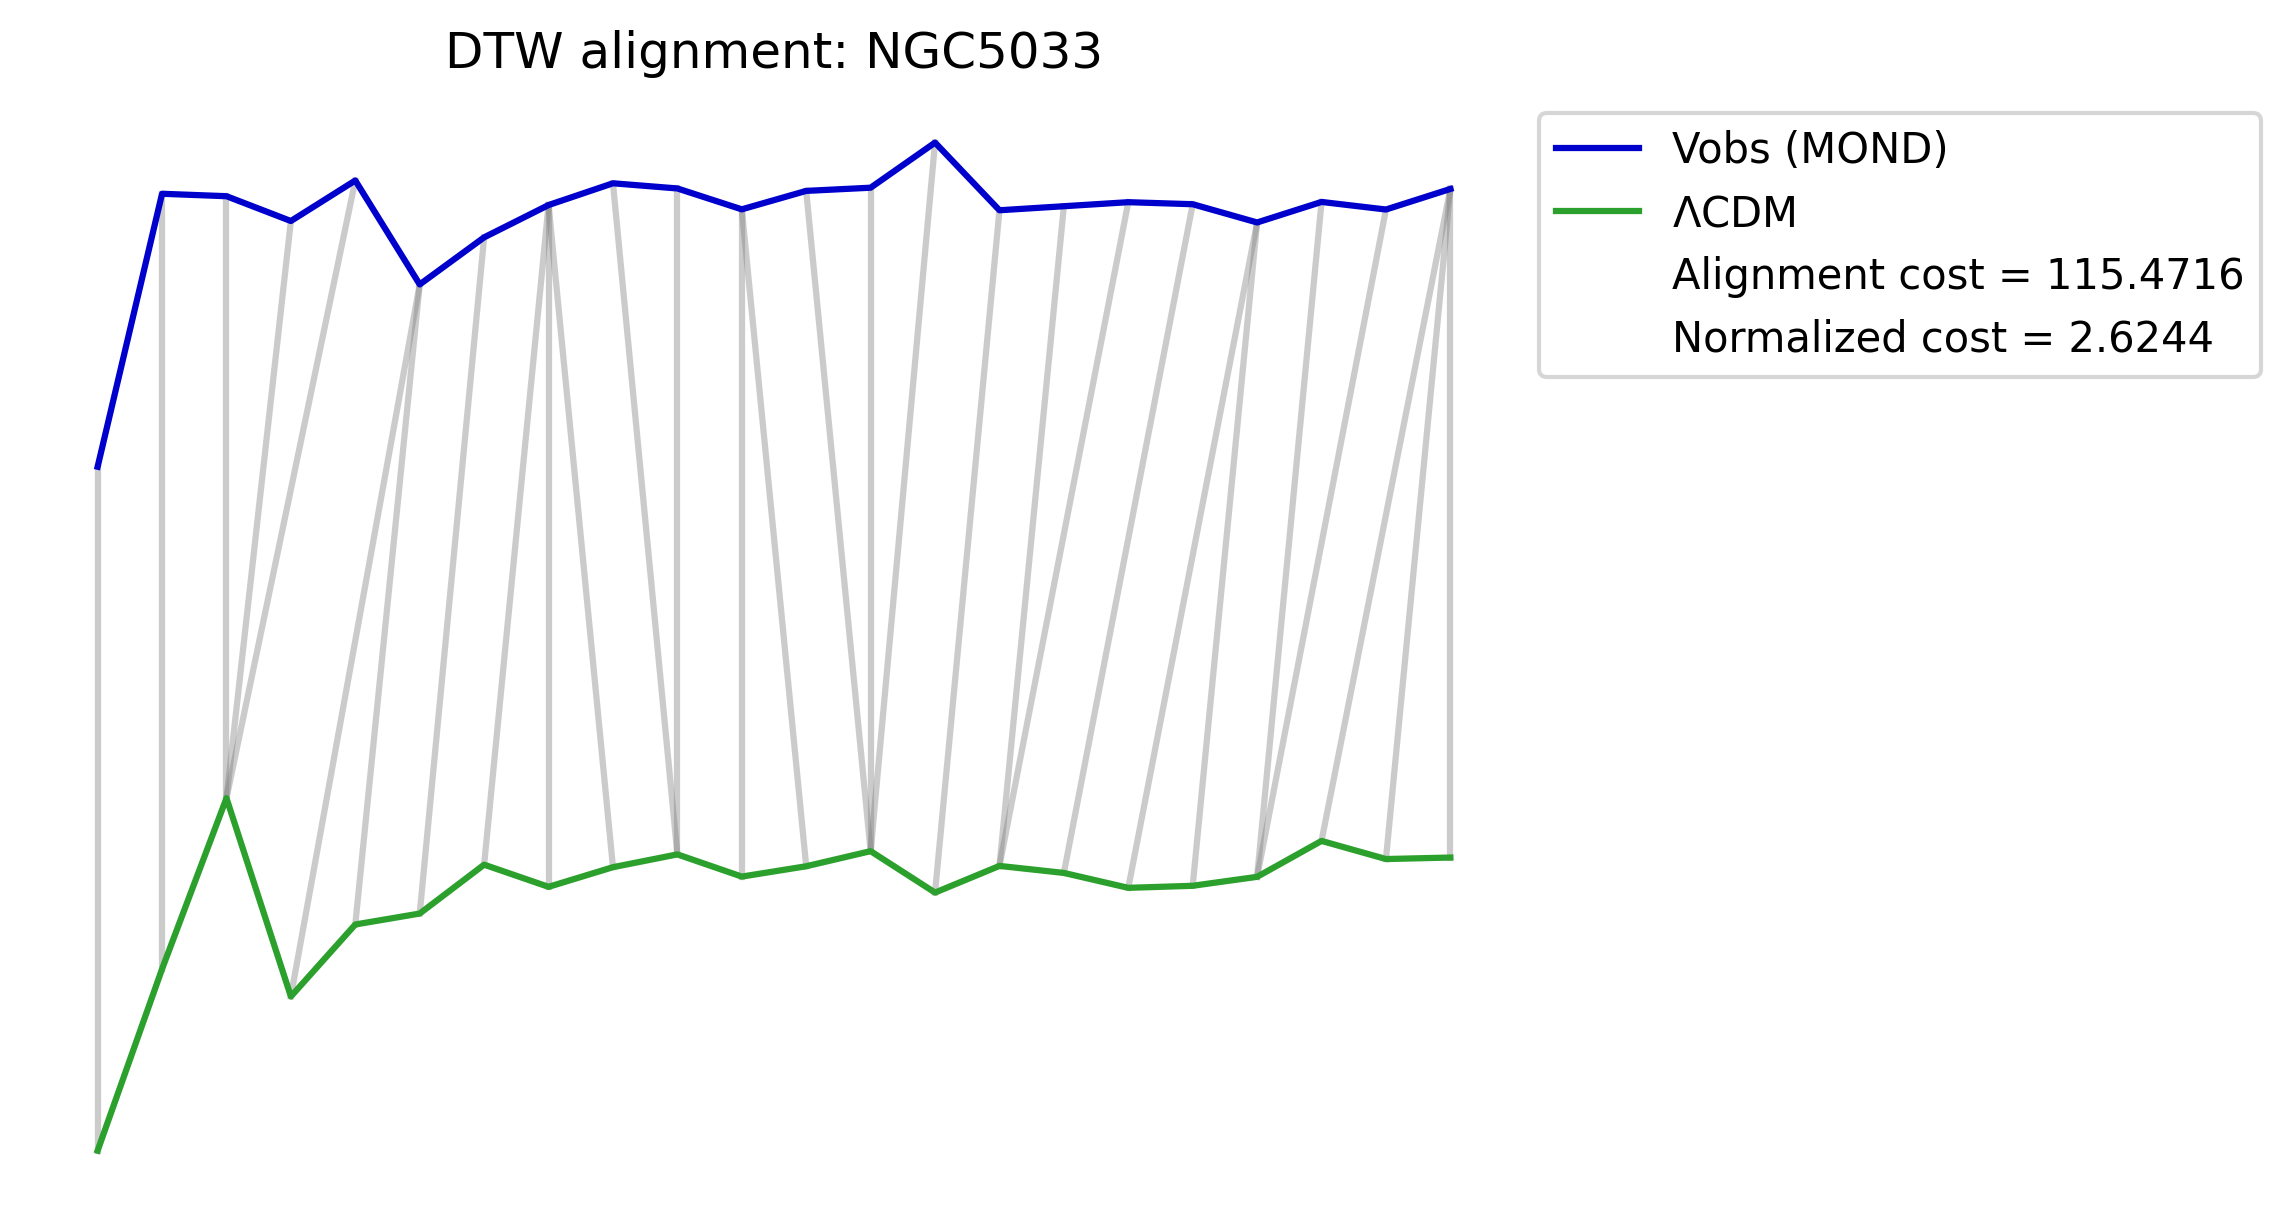 DTW alignment: NGC5033
Vobs (MOND)
ΛCDM
Alignment cost = 115.4716
Normalized cost = 2.6244